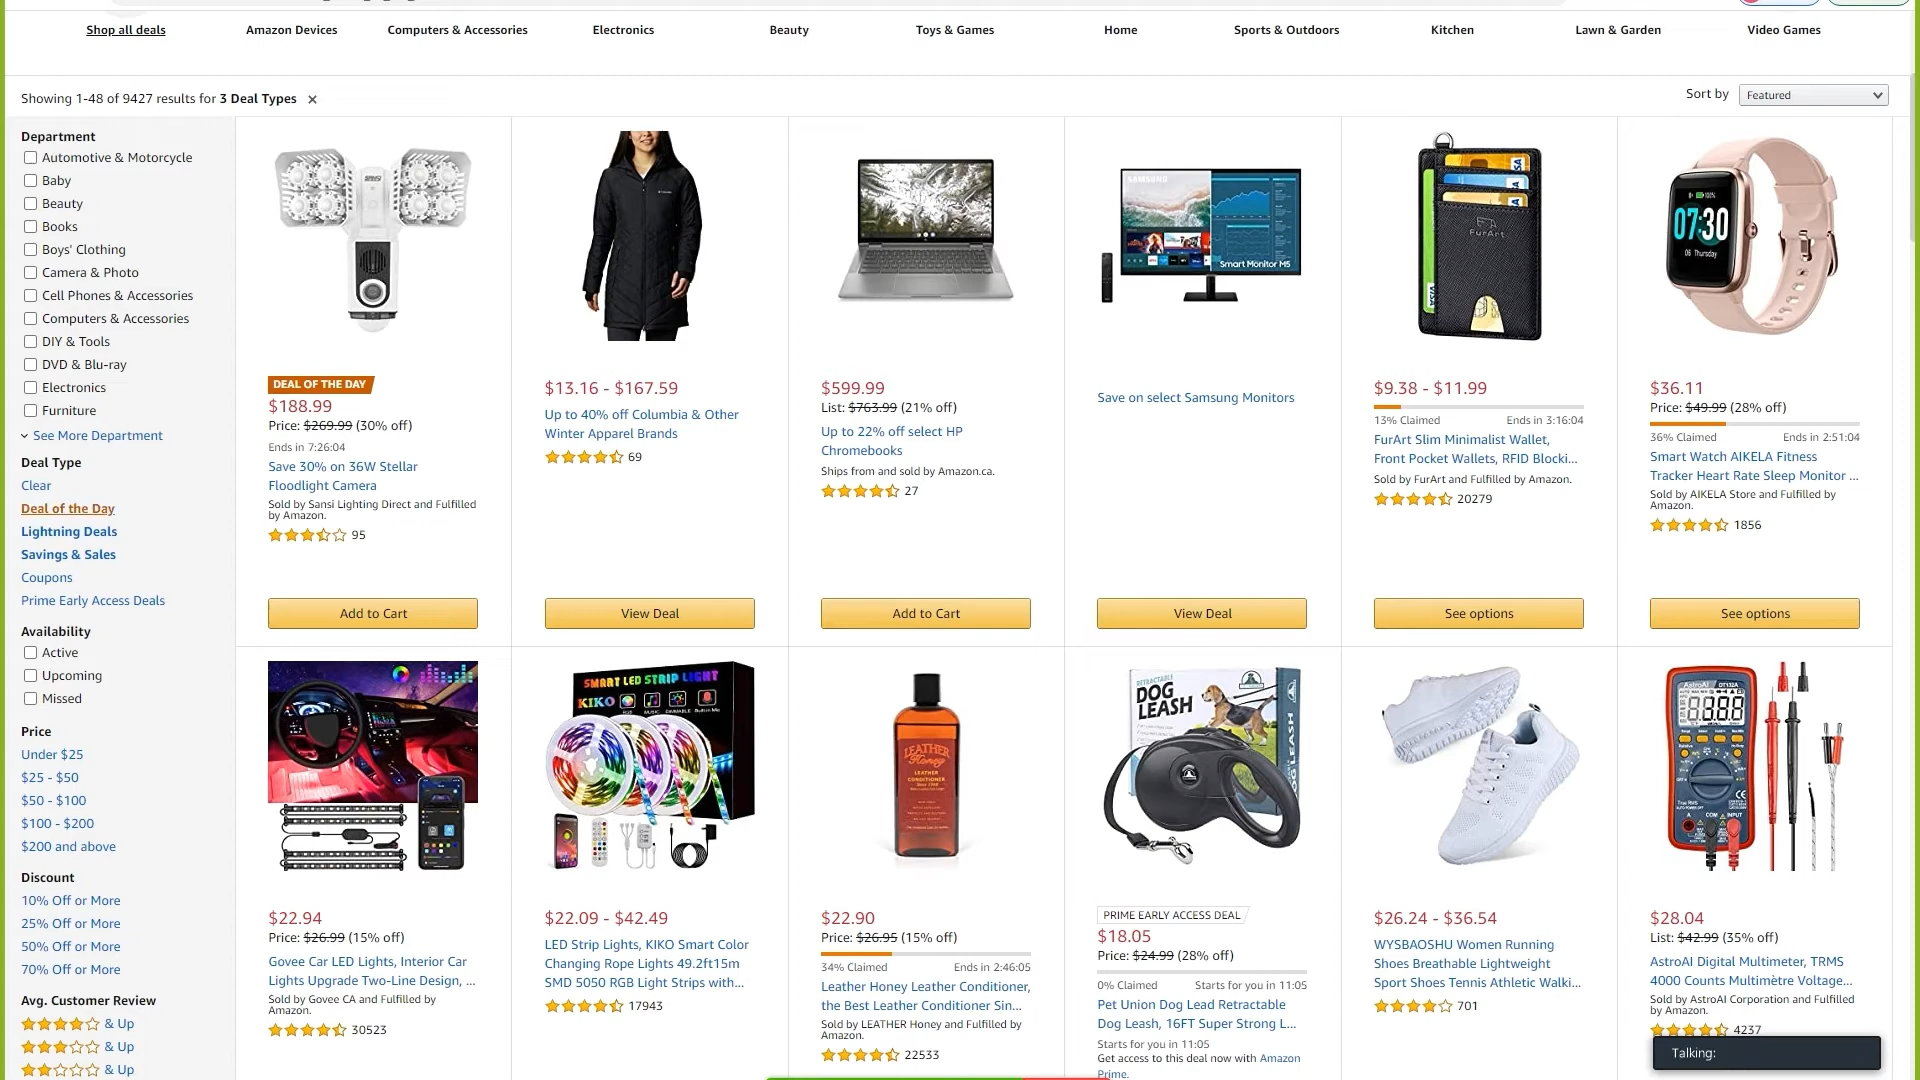 Shop all deals
Amazon Devices
Computers & Accessories
Electronics
Beauty
Toys & Games
Home
Sports & Outdoors
Kitchen
Lawn & Garden
Video Games
Showing 1-48 of 9427 results for 3 Deal Types ×
Sort by
Featured
Department
Automotive & Motorcycle
Baby
Beauty
Books
Boys' Clothing
Camera & Photo
Cell Phones & Accessories
Computers & Accessories
DIY & Tools
DVD & Blu-ray
Electronics
Furniture
See More Department
Deal Type
Clear
Deal of the Day
Lightning Deals
Savings & Sales
Coupons
Prime Early Access Deals
Availability
Active
Upcoming
Missed
Price
Under $25
$25 - $50
$50 - $100
$100 - $200
$200 and above
Discount
10% Off or More
25% Off or More
50% Off or More
70% Off or More
Avg. Customer Review
& Up
& Up
& Up
DEAL OF THE DAY
$188.99
Price: $269.99 (30% off)
Ends in 7:26:04
Save 30% on 36W Stellar
Floodlight Camera
Sold by Sansi Lighting Direct and Fulfilled
by Amazon.
95
Add to Cart
$13.16 - $167.59
Up to 40% off Columbia & Other
Winter Apparel Brands
69
View Deal
$599.99
List: $763.99 (21% off)
Up to 22% off select HP
Chromebooks
Ships from and sold by Amazon.ca.
27
Add to Cart
SAMSUNG
Smart Monitor M5
Save on select Samsung Monitors
View Deal
VISA
FurArt
$9.38 - $11.99
13% Claimed
Ends in 3:16:04
FurArt Slim Minimalist Wallet,
Front Pocket Wallets, RFID Blocki...
Sold by FurArt and Fulfilled by Amazon.
20279
See options
100%
07:30
06 Thursday
$36.11
Price: $49.99 (28% off)
36% Claimed
Ends in 2:51:04
Smart Watch AIKELA Fitness
Tracker Heart Rate Sleep Monitor ...
Sold by AIKELA Store and Fulfilled by
Amazon.
1856
See options
$22.94
Price: $26.99 (15% off)
Govee Car LED Lights, Interior Car
Lights Upgrade Two-Line Design, ...
Sold by Govee CA and Fulfilled by
Amazon.
30523
SMART LED STRIP LIGHT
KIKO
$22.09 - $42.49
LED Strip Lights, KIKO Smart Color
Changing Rope Lights 49.2ft15m
SMD 5050 RGB Light Strips with...
17943
LEATHER
Honey
LEATHER
CONDITIONER
$22.90
Price: $26.95 (15% off)
34% Claimed
Ends in 2:46:05
Leather Honey Leather Conditioner,
the Best Leather Conditioner Sin...
Sold by LEATHER Honey and Fulfilled by
Amazon.
22533
RETRACTABLE
DOG
LEASH
PRIME EARLY ACCESS DEAL
$18.05
Price: $24.99 (28% off)
0% Claimed
Starts for you in 11:05
Pet Union Dog Lead Retractable
Dog Leash, 16FT Super Strong L...
Starts for you in 11:05
Get access to this deal now with Amazon
Prime.
$26.24 - $36.54
WYSBAOSHU Women Running
Shoes Breathable Lightweight
Sport Shoes Tennis Athletic Walki...
701
AstroAI
COM
INPUT
$28.04
List: $42.99 (35% off)
AstroAI Digital Multimeter, TRMS
4000 Counts Multimètre Voltage...
Sold by AstroAI Corporation and Fulfilled
by Amazon.
4237
Talking: